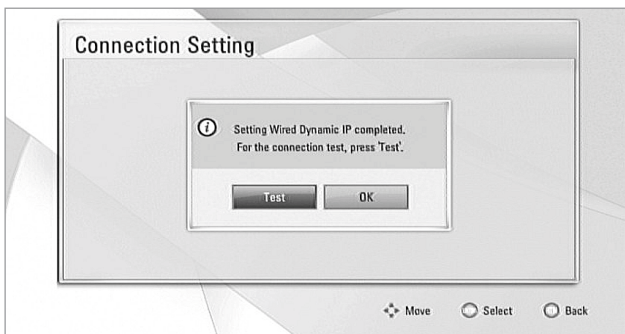 Connection Setting
Setting Wired Dynamic IP completed.
For the connection test, press 'Test'.
Test OK
Move Select Back